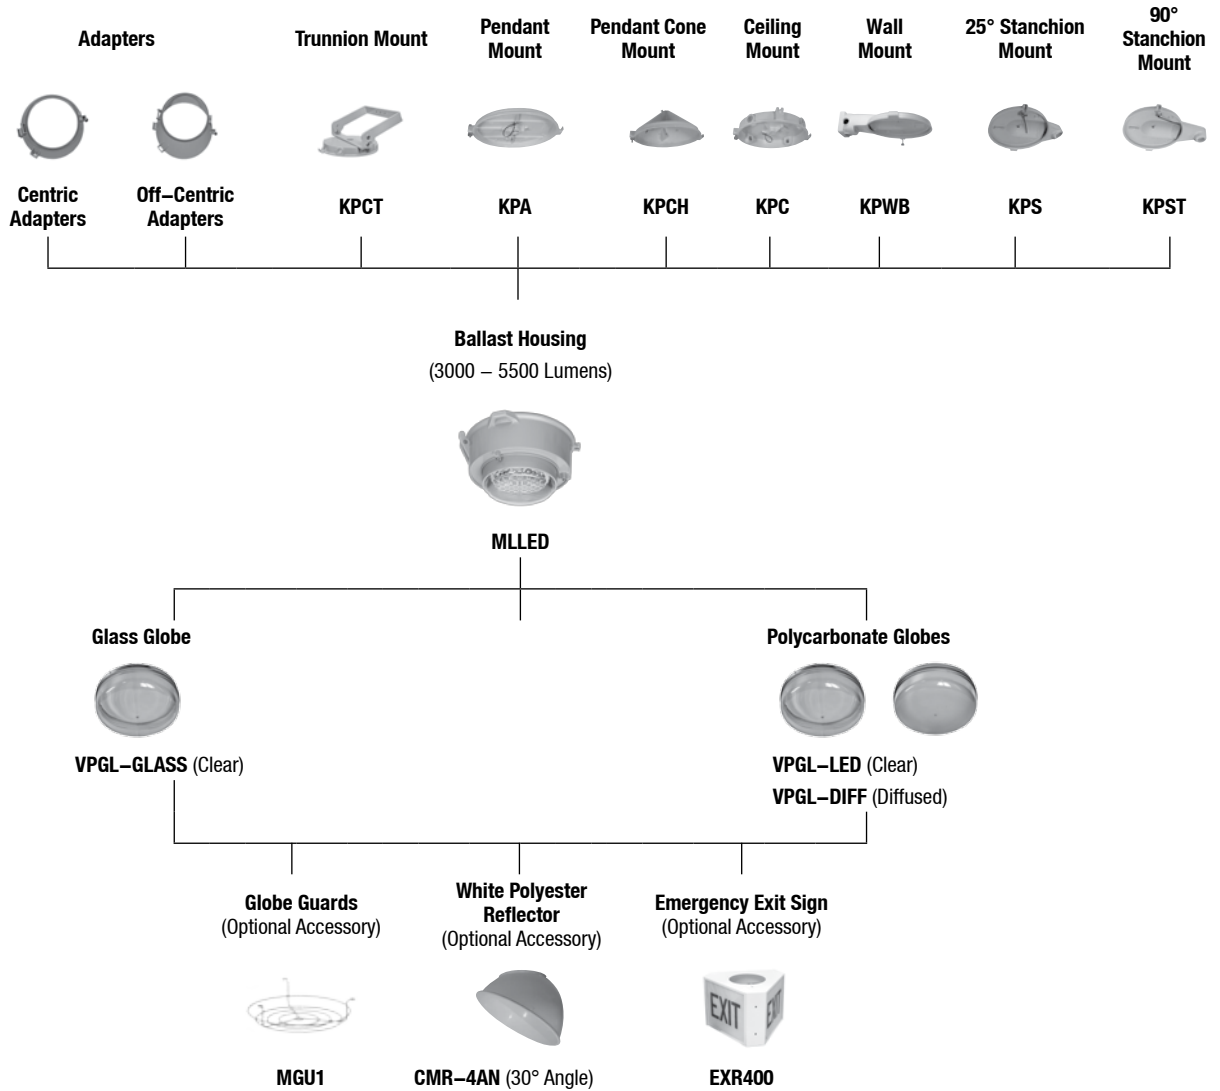 Adapters
Trunnion Mount
Pendant
Mount
Pendant Cone
Mount
Ceiling
Mount
Wall
Mount
25° Stanchion
Mount
90°
Stanchion
Mount
Centric
Adapters
Off–Centric
Adapters
KPCT
KPA
KPCH
KPC
KPWB
KPS
KPST
Ballast Housing
(3000 – 5500 Lumens)
MLLED
Glass Globe
VPGL–GLASS (Clear)
Polycarbonate Globes
VPGL–LED (Clear)
VPGL–DIFF (Diffused)
Globe Guards
(Optional Accessory)
White Polyester
Reflector
(Optional Accessory)
Emergency Exit Sign
(Optional Accessory)
EXIT
EXIT
MGU1
CMR–4AN (30° Angle)
EXR400